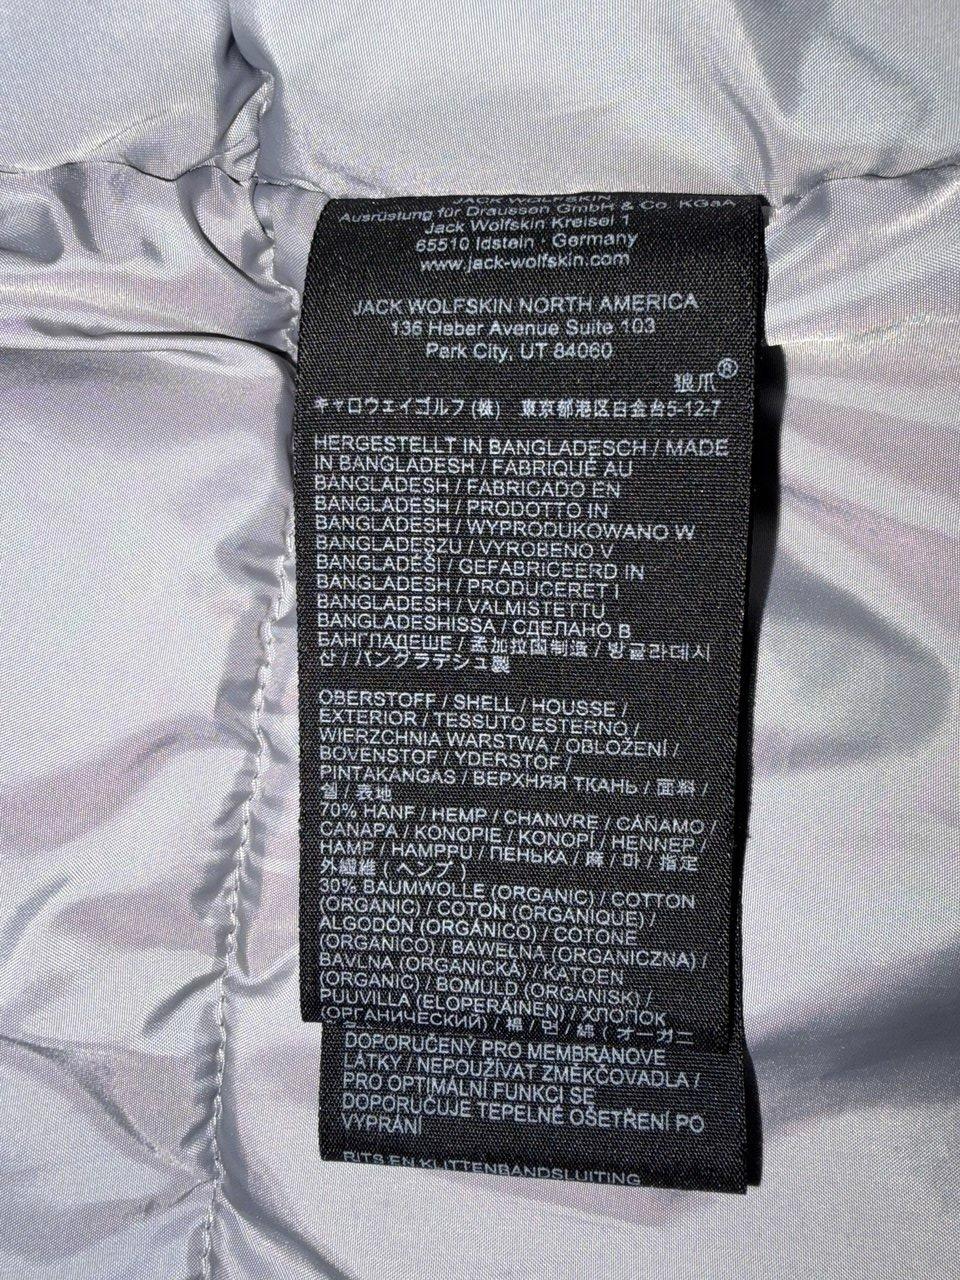 JACK WOLFSKIN
Ausrüstung für Draussen GmbH & Co. KGaA
Jack Wolfskin Kreisel 1
65510 Idstein · Germany
www.jack-wolfskin.com
JACK WOLFSKIN NORTH AMERICA
136 Heber Avenue Suite 103
Park City, UT 84060
狼爪®
キャロウェイゴルフ(株) 東京都港区白金台5-12-7
HERGESTELLT IN BANGLADESCH / MADE
IN BANGLADESH / FABRIQUÉ AU
BANGLADESH / FABRICADO EN
BANGLADESH / PRODOTTO IN
BANGLADESH / WYPRODUKOWANO W
BANGLADESZU / VYROBENO V
BANGLADÉŠI / GEFABRICEERD IN
BANGLADESH / PRODUCERET I
BANGLADESH / VALMISTETTU
BANGLADESHISSA / СДЕЛАНО В
БАНГЛАДЕШЕ / 孟加拉国制造 / 방글라데시
산 / バングラデシュ製
OBERSTOFF / SHELL / HOUSSE /
EXTERIOR / TESSUTO ESTERNO /
WIERZCHNIA WARSTWA / OBLOŽENÍ /
BOVENSTOF / YDERSTOF /
PINTAKANGAS / ВЕРХНЯЯ ТКАНЬ / 面料 /
쉘 / 表地
70% HANF / HEMP / CHANVRE / CÁÑAMO /
CANAPA / KONOPIE / KONOPÍ / HENNEP /
HAMP / HAMPPU / ПЕНЬКА / 麻 / 마 / 指定
外繊維 ( ヘンプ )
30% BAUMWOLLE (ORGANIC) / COTTON
(ORGANIC) / COTON (ORGANIQUE) /
ALGODÓN (ORGÁNICO) / COTONE
(ORGANICO) / BAWEŁNA (ORGANICZNA) /
BAVLNA (ORGANICKÁ) / KATOEN
(ORGANIC) / BOMULD (ORGANISK) /
PUUVILLA (ELOPERÄINEN) / ХЛОПОК
(ОРГАНИЧЕСКИЙ) / 棉 / 면 / 綿 ( オーガニ
DOPORUČENÝ PRO MEMBRÁNOVÉ
LÁTKY / NEPOUŽÍVAT ZMĚKČOVADLA /
PRO OPTIMÁLNÍ FUNKCI SE
DOPORUČUJE TEPELNÉ OŠETŘENÍ PO
VYPRÁNÍ
RITS EN KLITTENBANDSLUITING